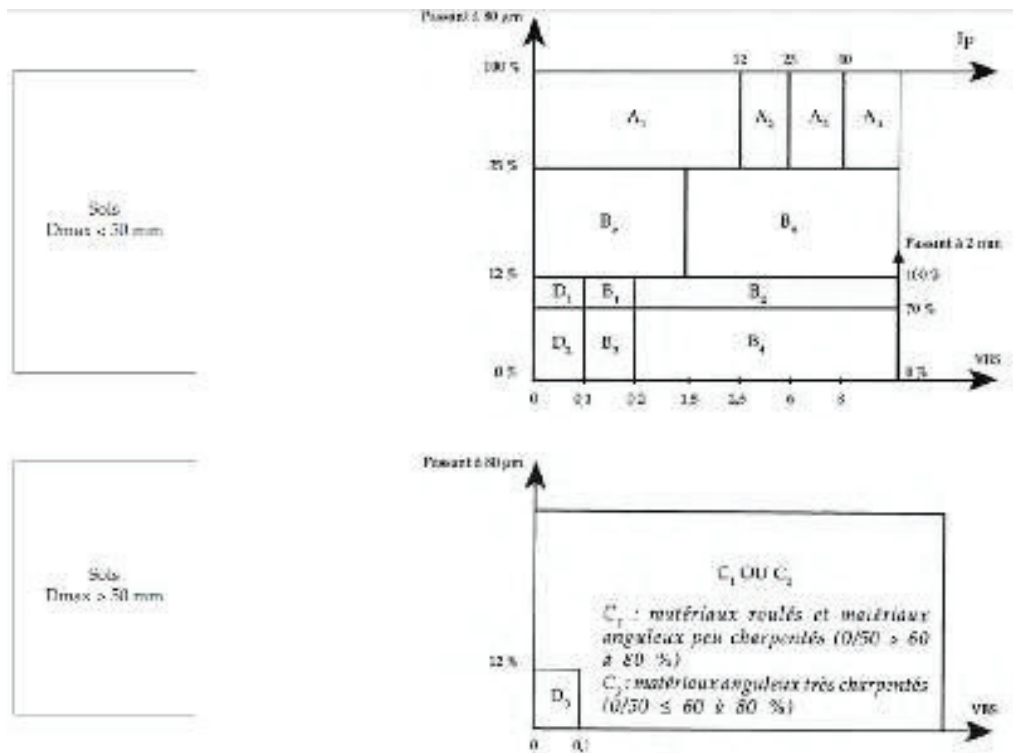 Passant à 80 µm
Ip
100 %
12 25 40
A₁ A₂ A₃ A₄
35 %
Sols
Dmax < 50 mm
B₅ B₆
Passant à 2 mm
12 % 100 %
D₁ B₁ B₂
70 %
D₂ B₃ B₄
VBS
0 % 0 %
0 0,1 0,2 1,5 2,5 6 8
Passant à 80 µm
Sols
Dmax > 50 mm
C₁ OU C₂
C₁ : matériaux roulés et matériaux
anguleux peu charpentés (0/50 > 60
à 80 %)
12 %
D₃
C₂ : matériaux anguleux très charpentés
(0/50 ≤ 60 à 80 %)
VBS
0 0,1